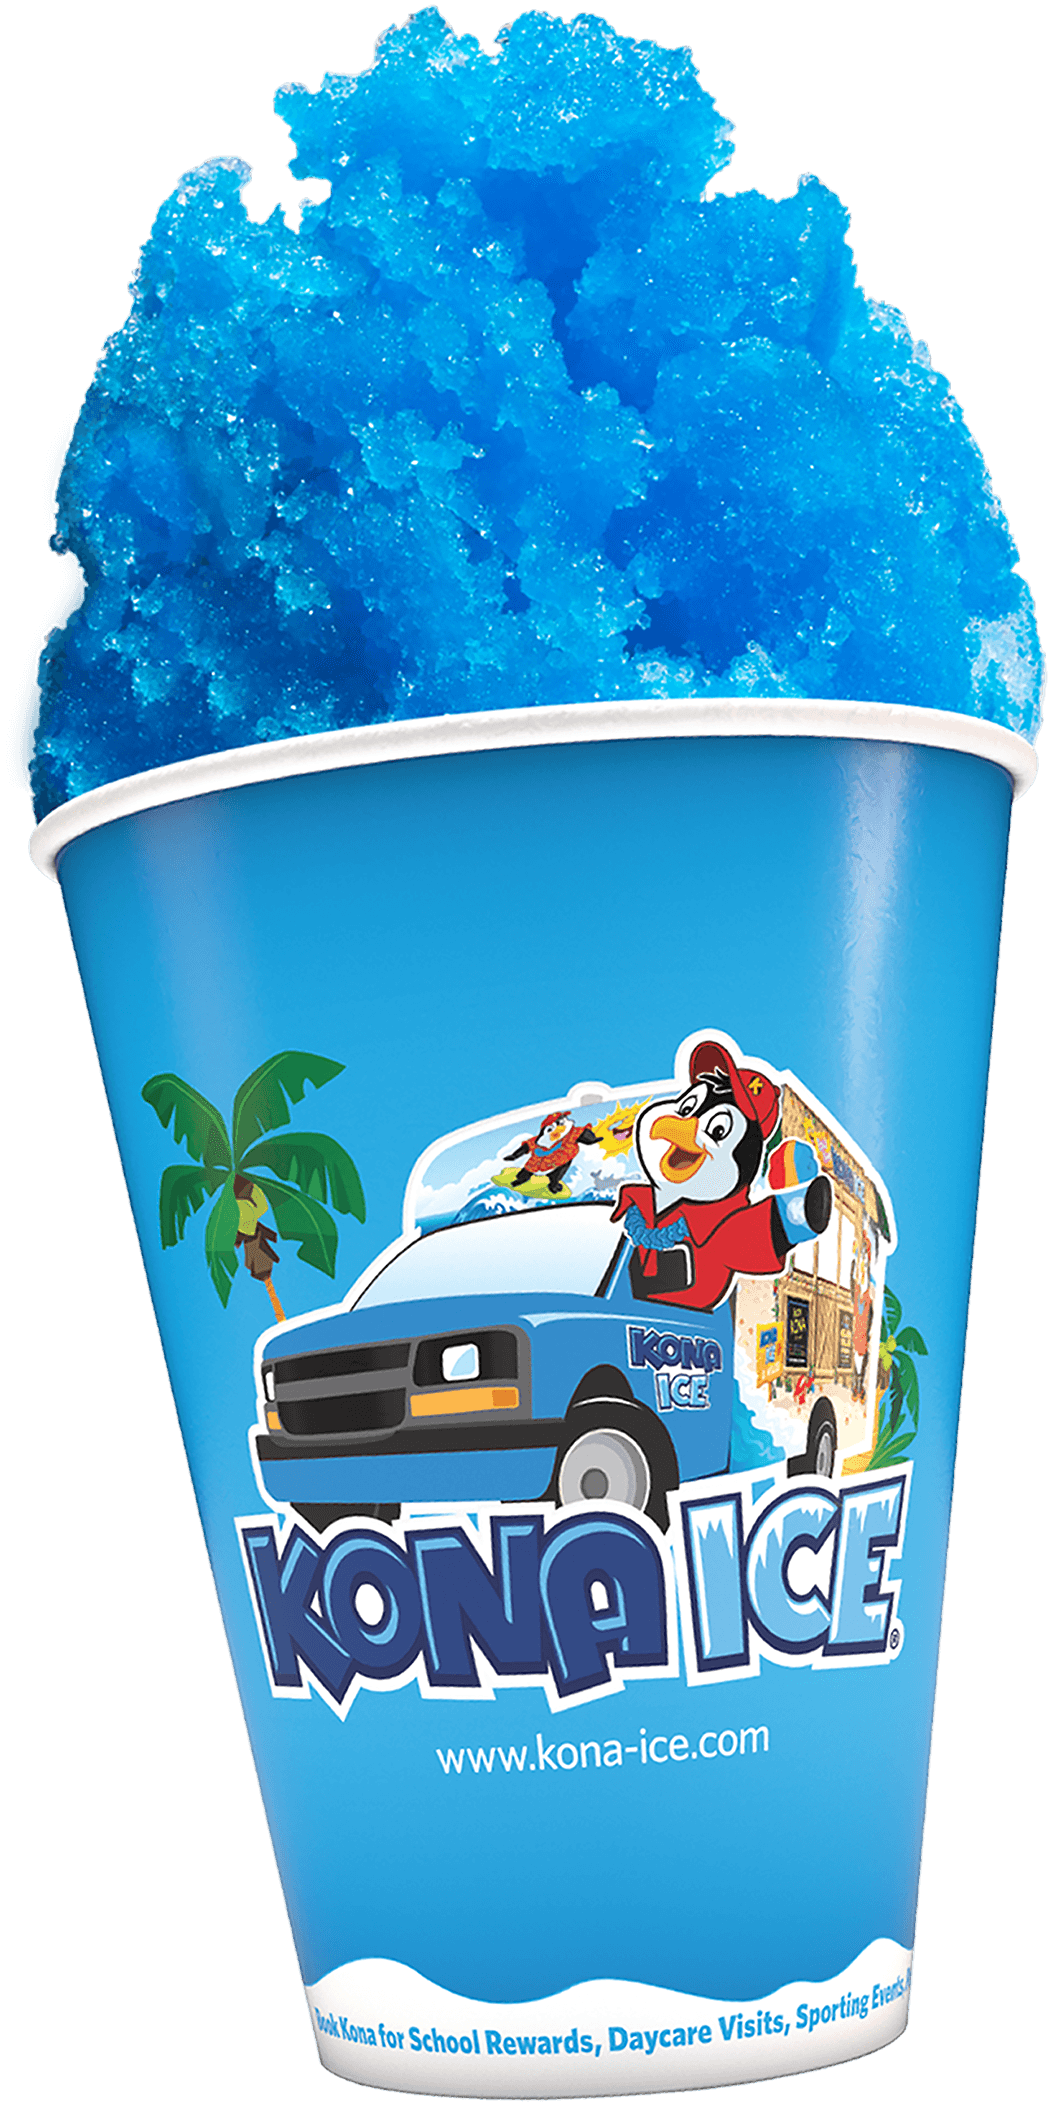 KONA
ICE
KONA ICE®
www.kona-ice.com
Book Kona for School Rewards, Daycare Visits, Sporting Events,